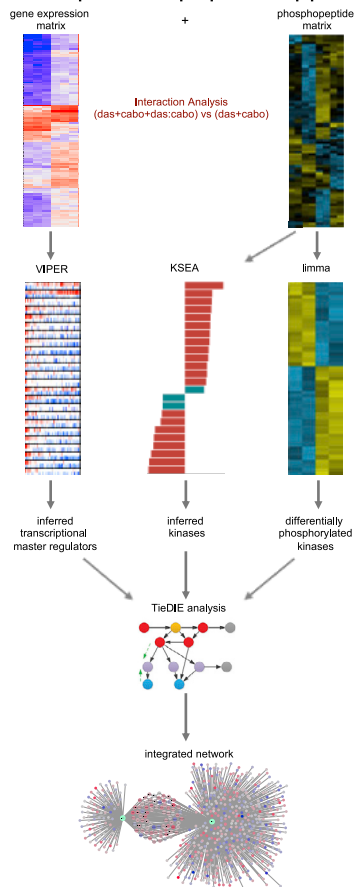 gene expression
matrix
+
phosphopeptide
matrix
Interaction Analysis
(das+cabo+das:cabo) vs (das+cabo)
VIPER
KSEA
limma
inferred
transcriptional
master regulators
inferred
kinases
differentially
phosphorylated
kinases
TieDIE analysis
integrated network